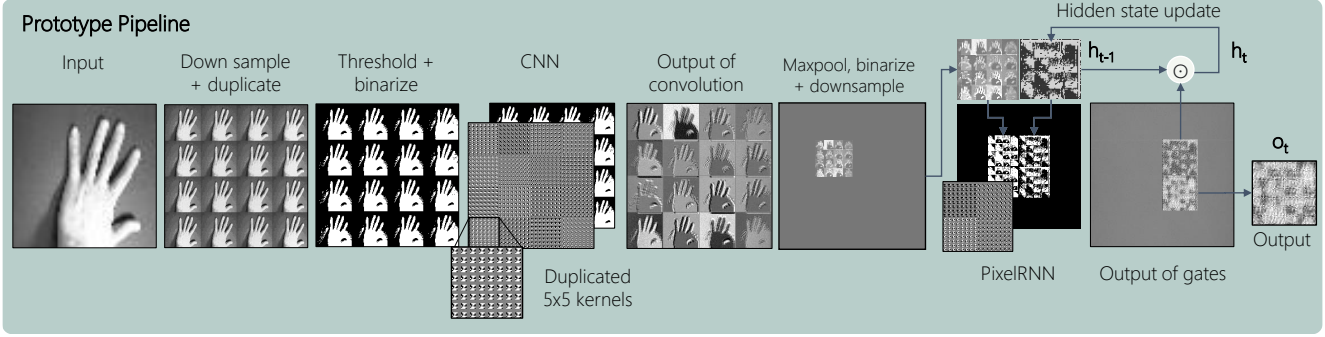 Prototype Pipeline
Input
Down sample
+ duplicate
Threshold +
binarize
CNN
Output of
convolution
Maxpool, binarize
+ downsample
Hidden state update
h_{t-1}
h_t
⊙
o_t
Output
Duplicated
5x5 kernels
PixelRNN
Output of gates